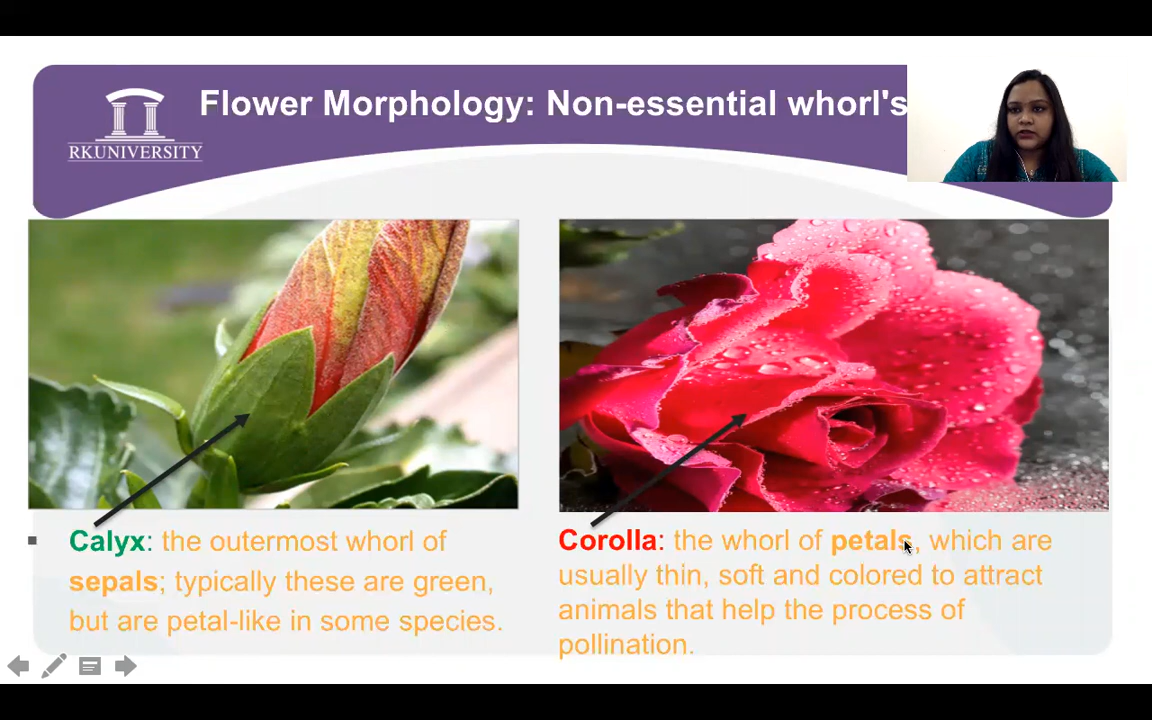 Flower Morphology: Non-essential whorl's
RKUNIVERSITY
Calyx: the outermost whorl of
sepals; typically these are green,
but are petal-like in some species.
Corolla: the whorl of petals, which are
usually thin, soft and colored to attract
animals that help the process of
pollination.